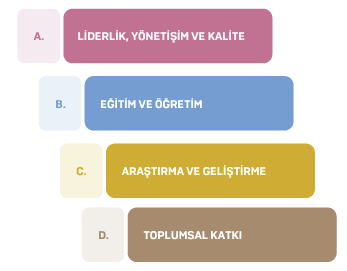 A. LİDERLİK, YÖNETİŞİM VE KALİTE
B. EĞİTİM VE ÖĞRETİM
C. ARAŞTIRMA VE GELİŞTİRME
D. TOPLUMSAL KATKI